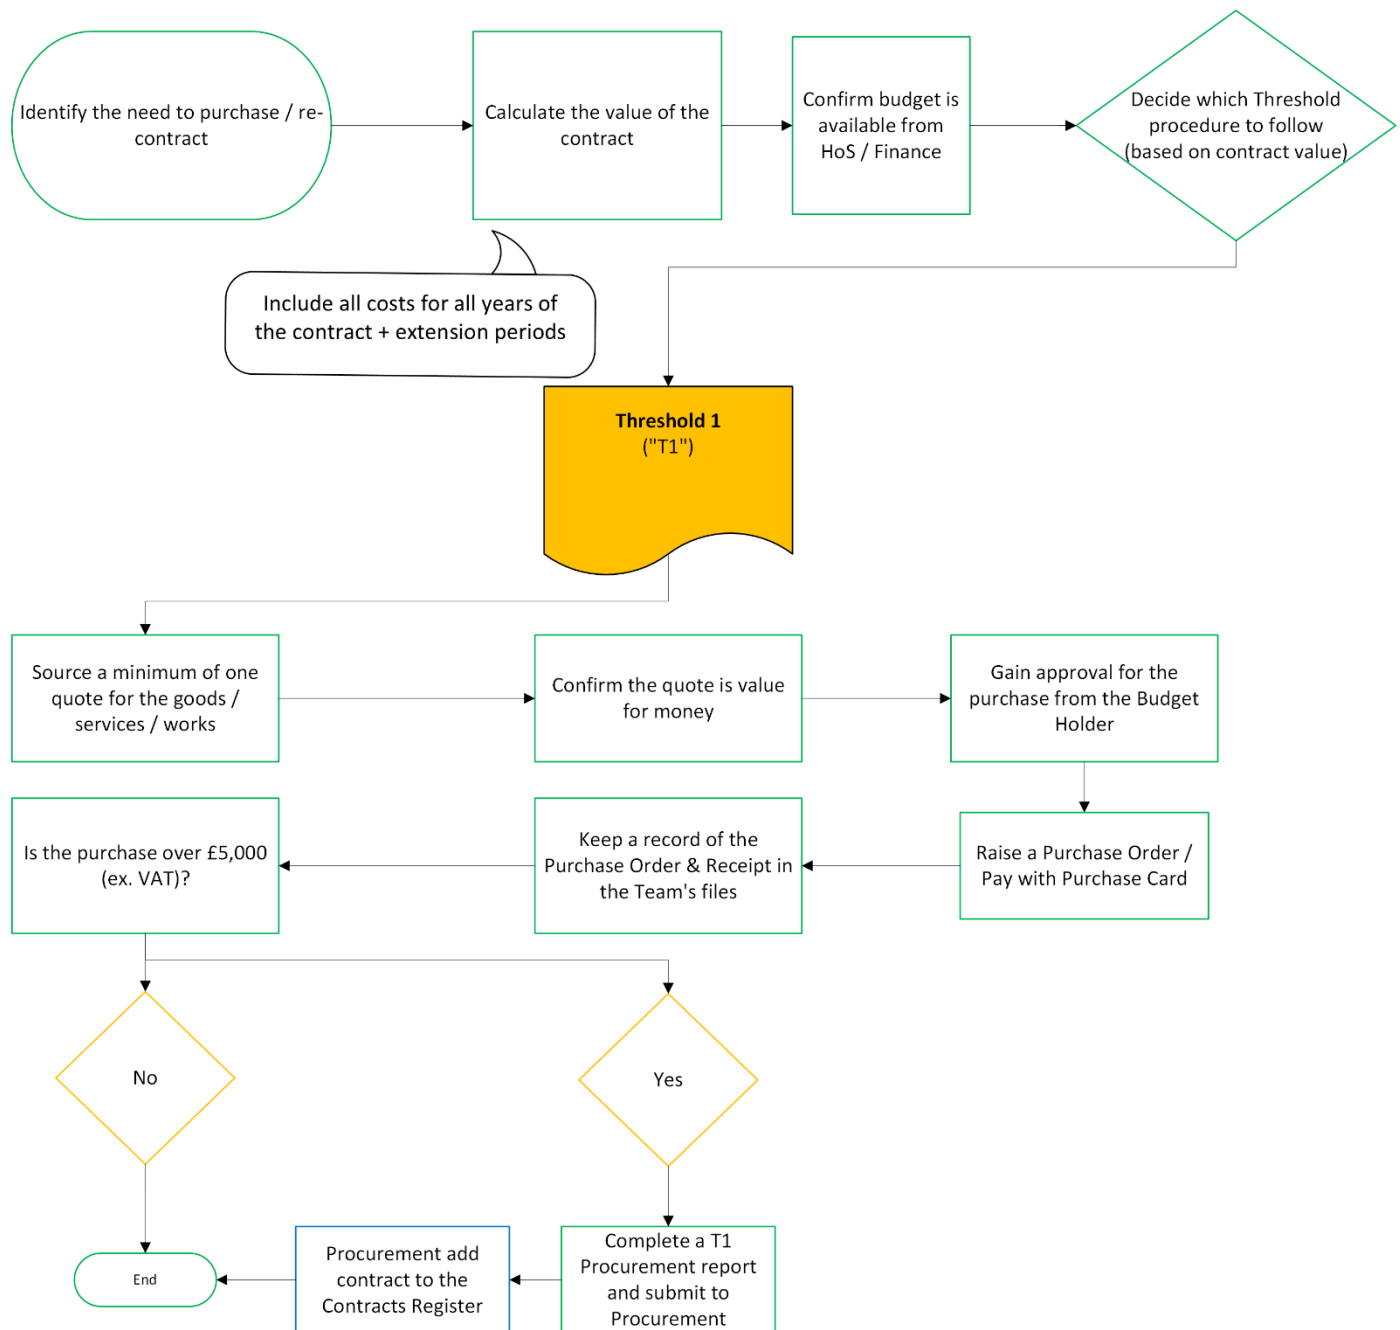 Identify the need to purchase / re-
contract
Calculate the value of the
contract
Confirm budget is
available from
HoS / Finance
Decide which Threshold
procedure to follow
(based on contract value)
Include all costs for all years of
the contract + extension periods
Threshold 1
("T1")
Source a minimum of one
quote for the goods /
services / works
Confirm the quote is value
for money
Gain approval for the
purchase from the Budget
Holder
Is the purchase over £5,000
(ex. VAT)?
Keep a record of the
Purchase Order & Receipt in
the Team's files
Raise a Purchase Order /
Pay with Purchase Card
No
Yes
End
Procurement add
contract to the
Contracts Register
Complete a T1
Procurement report
and submit to
Procurement